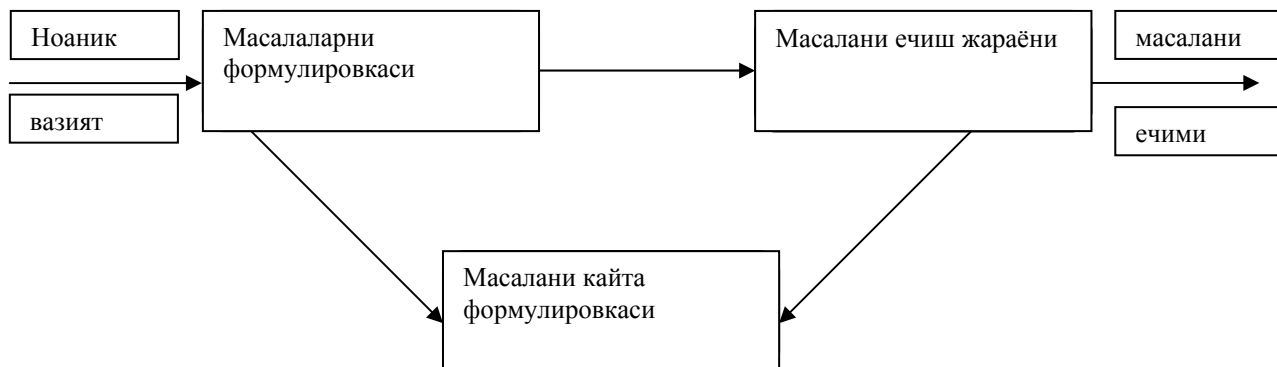 Ноаник
вазият
Масалаларни
формулировкаси
Масалани ечиш жараёни
масалани
ечими
Масалани кайта
формулировкаси